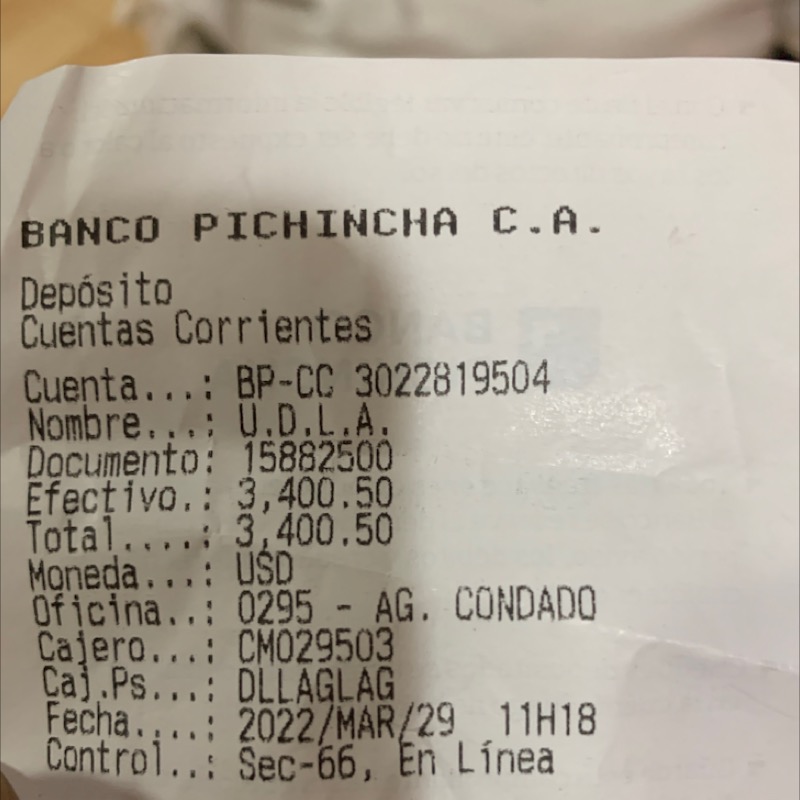 BANCO PICHINCHA C.A.
Depósito
Cuentas Corrientes
Cuenta...: BP-CC 3022819504
Nombre...: U.D.L.A.
Documento: 15882500
Efectivo.: 3,400.50
Total....: 3,400.50
Moneda...: USD
Oficina..: 0295 - AG. CONDADO
Cajero...: CM029503
Caj.Ps...: DLLAGLAG
Fecha....: 2022/MAR/29 11H18
Control..: Sec-66, En Línea